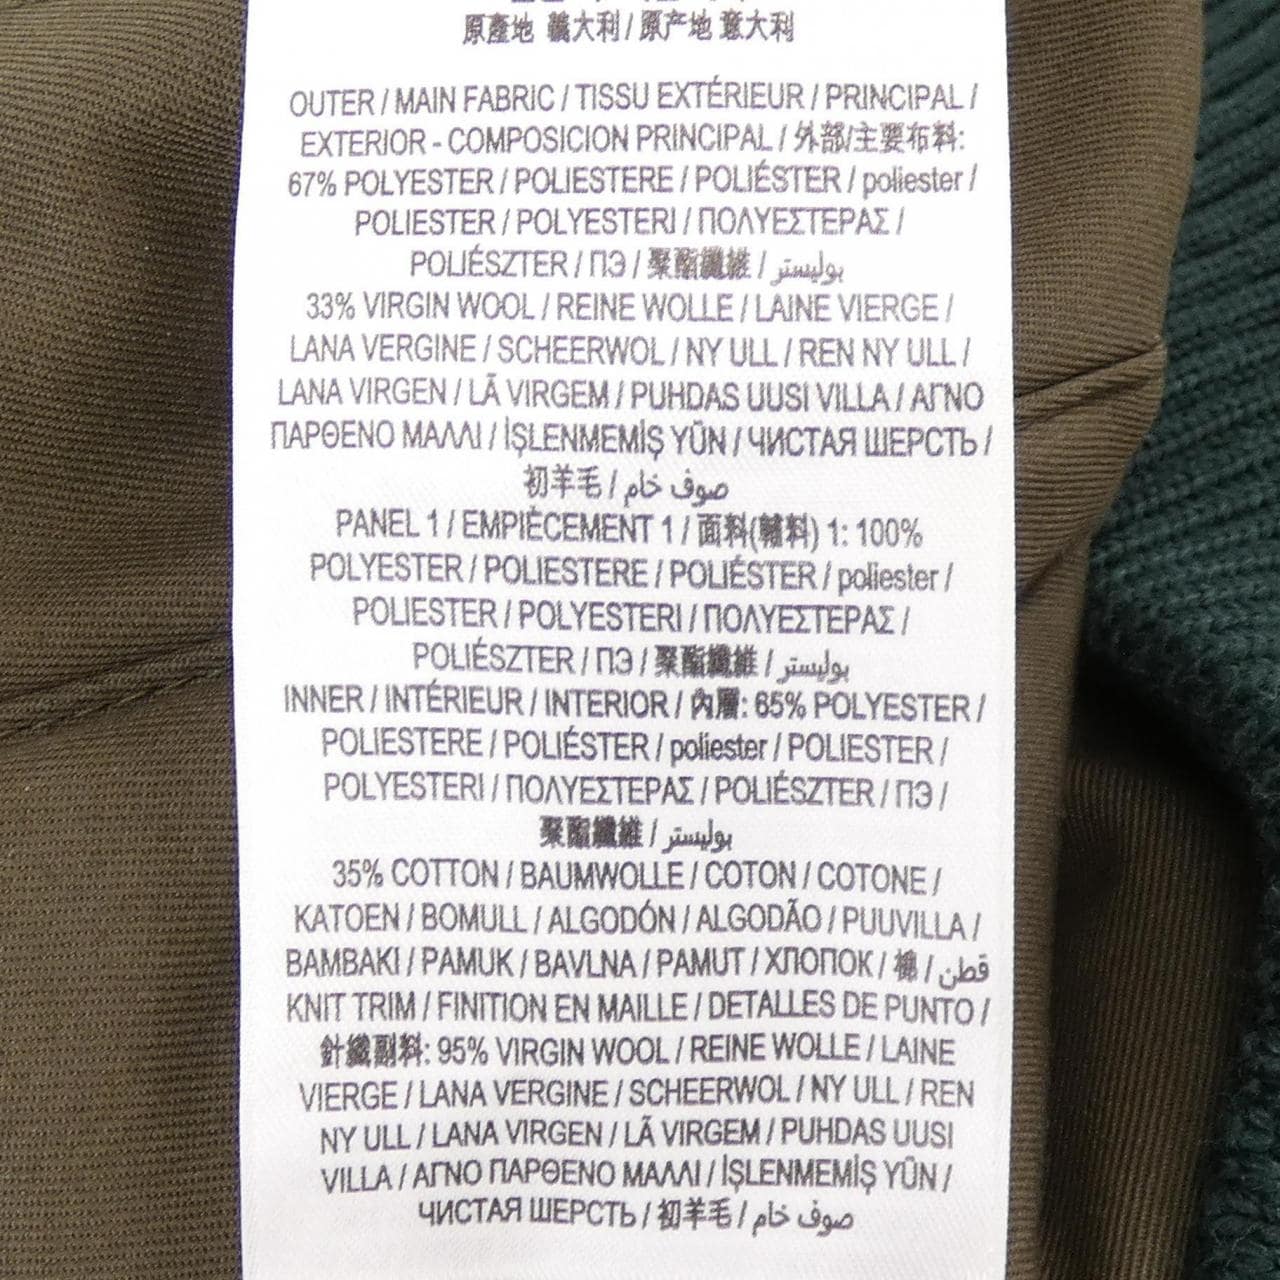 原產地 義大利 / 原产地 意大利
OUTER / MAIN FABRIC / TISSU EXTÉRIEUR / PRINCIPAL /
EXTERIOR - COMPOSICION PRINCIPAL / 外部/主要布料:
67% POLYESTER / POLIESTERE / POLIÉSTER / poliester /
POLIESTER / POLYESTERI / ΠΟΛΥΕΣΤΕΡΑΣ /
POLIÉSZTER / ПЭ / 聚酯纖維 / بوليستر
33% VIRGIN WOOL / REINE WOLLE / LAINE VIERGE /
LANA VERGINE / SCHEERWOL / NY ULL / REN NY ULL /
LANA VIRGEN / LÃ VIRGEM / PUHDAS UUSI VILLA / ΑΓΝΟ
ΠΑΡΘΕΝΟ ΜΑΛΛΙ / İŞLENMEMİŞ YÜN / ЧИСТАЯ ШЕРСТЬ /
初羊毛 / صوف خام
PANEL 1 / EMPIÈCEMENT 1 / 面料(輔料) 1: 100%
POLYESTER / POLIESTERE / POLIÉSTER / poliester /
POLIESTER / POLYESTERI / ΠΟΛΥΕΣΤΕΡΑΣ /
POLIÉSZTER / ПЭ / 聚酯纖維 / بوليستر
INNER / INTÉRIEUR / INTERIOR / 內層: 65% POLYESTER /
POLIESTERE / POLIÉSTER / poliester / POLIESTER /
POLYESTERI / ΠΟΛΥΕΣΤΕΡΑΣ / POLIÉSZTER / ПЭ /
聚酯纖維 / بوليستر
35% COTTON / BAUMWOLLE / COTON / COTONE /
KATOEN / BOMULL / ALGODÓN / ALGODÃO / PUUVILLA /
BAMBAKI / PAMUK / BAVLNA / PAMUT / ХЛОПОК / 棉 / قطن
KNIT TRIM / FINITION EN MAILLE / DETALLES DE PUNTO /
針織副料: 95% VIRGIN WOOL / REINE WOLLE / LAINE
VIERGE / LANA VERGINE / SCHEERWOL / NY ULL / REN
NY ULL / LANA VIRGEN / LÃ VIRGEM / PUHDAS UUSI
VILLA / ΑΓΝΟ ΠΑΡΘΕΝΟ ΜΑΛΛΙ / İŞLENMEMİŞ YÜN /
ЧИСТАЯ ШЕРСТЬ / 初羊毛 / صوف خام